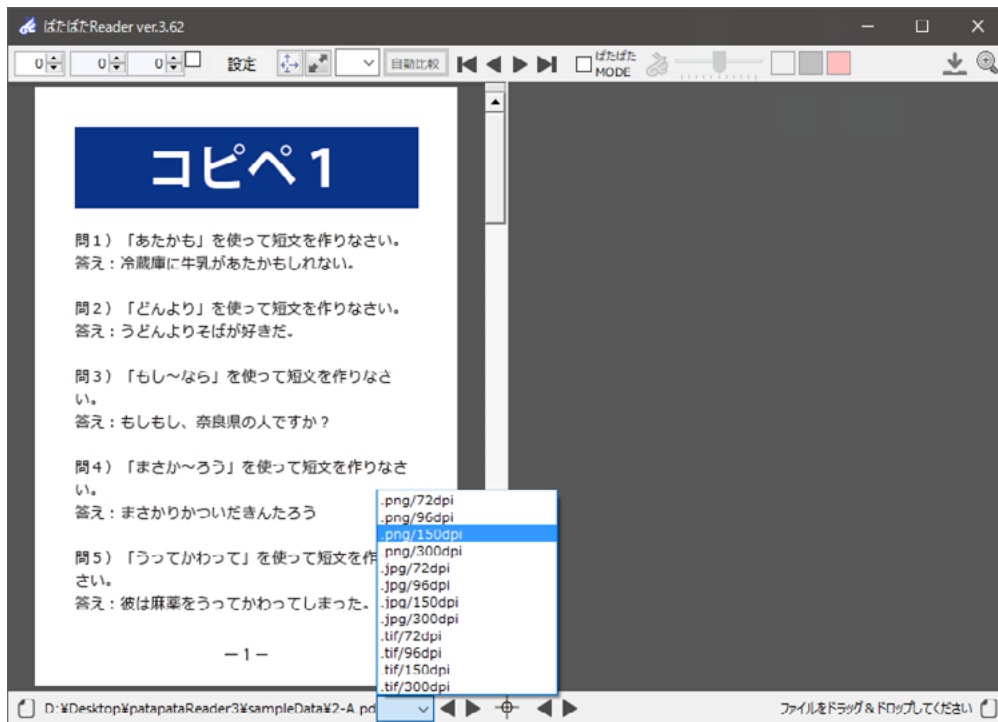 ぱたぱたReader ver.3.62
0 0 0 設定 自動比較 ぱたぱた
MODE
コピペ１
問１）「あたかも」を使って短文を作りなさい。
答え：冷蔵庫に牛乳があたかもしれない。
問２）「どんより」を使って短文を作りなさい。
答え：うどんよりそばが好きだ。
問３）「もし～なら」を使って短文を作りなさ
い。
答え：もしもし、奈良県の人ですか？
問４）「まさか～ろう」を使って短文を作りなさ
い。
答え：まさかりかついだきんたろう
問５）「うってかわって」を使って短文を作
さい。
答え：彼は麻薬をうってかわってしまった。
－1－
.png/72dpi
.png/96dpi
.png/150dpi
.png/300dpi
.jpg/72dpi
.jpg/96dpi
.jpg/150dpi
.jpg/300dpi
.tif/72dpi
.tif/96dpi
.tif/150dpi
.tif/300dpi
D:¥Desktop¥patapataReader3¥sampleData¥2-A.pd
ファイルをドラッグ＆ドロップしてください